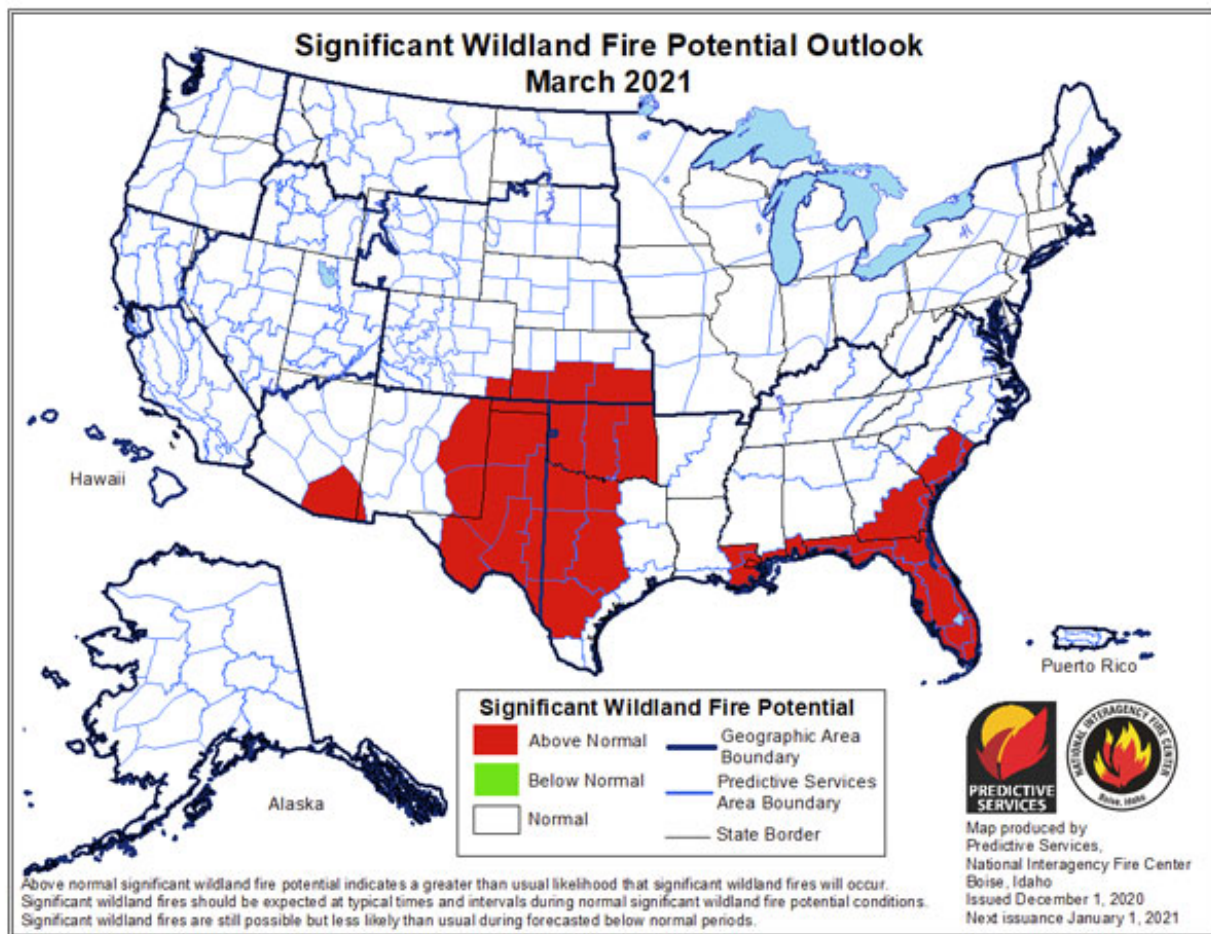 Significant Wildland Fire Potential Outlook
March 2021
Hawaii
Alaska
Puerto Rico
Significant Wildland Fire Potential
Above Normal
Below Normal
Normal
Geographic Area
Boundary
Predictive Services
Area Boundary
State Border
PREDICTIVE
SERVICES
NATIONAL INTERAGENCY FIRE CENTER
Boise, Idaho
Map produced by
Predictive Services,
National Interagency Fire Center
Boise, Idaho
Issued December 1, 2020
Next issuance January 1, 2021
Above normal significant wildland fire potential indicates a greater than usual likelihood that significant wildland fires will occur.
Significant wildland fires should be expected at typical times and intervals during normal significant wildland fire potential conditions.
Significant wildland fires are still possible but less likely than usual during forecasted below normal periods.